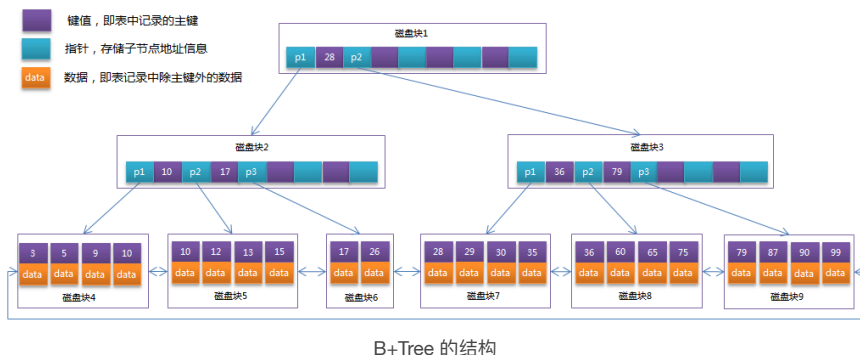 键值，即表中记录的主键
指针，存储子节点地址信息
data 数据，即表记录中除主键外的数据
磁盘块1
p1 28 p2
磁盘块2
p1 10 p2 17 p3
磁盘块3
p1 36 p2 79 p3
3 5 9 10
data data data data
磁盘块4
10 12 13 15
data data data data
磁盘块5
17 26
data data
磁盘块6
28 29 30 35
data data data data
磁盘块7
36 60 65 75
data data data data
磁盘块8
79 87 90 99
data data data data
磁盘块9
B+Tree 的结构